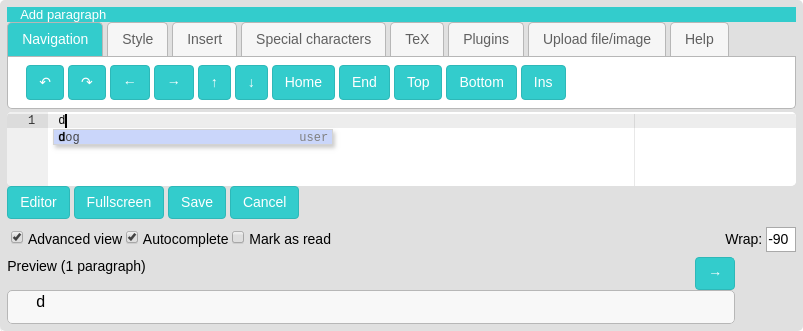 Add paragraph
Navigation Style Insert Special characters TeX Plugins Upload file/image Help
↶ ↷ ← → ↑ ↓ Home End Top Bottom Ins
1 d
dog user
Editor Fullscreen Save Cancel
Advanced view Autocomplete Mark as read Wrap: -90
Preview (1 paragraph) →
d